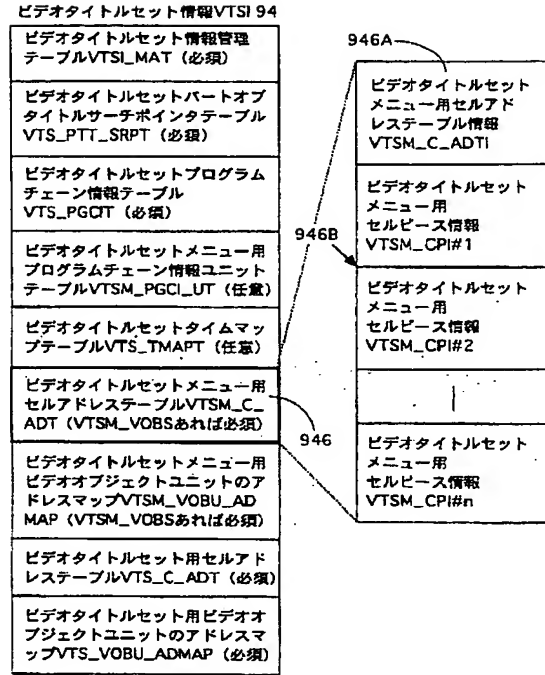 ビデオタイトルセット情報VTSI 94
ビデオタイトルセット情報管理
テーブルVTSI_MAT（必須）
ビデオタイトルセットパートオブ
タイトルサーチポインタテーブル
VTS_PTT_SRPT（必須）
ビデオタイトルセットプログラム
チェーン情報テーブル
VTS_PGCIT（必須）
ビデオタイトルセットメニュー用
プログラムチェーン情報ユニット
テーブルVTSM_PGCI_UT（任意）
ビデオタイトルセットタイムマッ
プテーブルVTS_TMAPT（任意）
ビデオタイトルセットメニュー用
セルアドレステーブルVTSM_C_
ADT（VTSM_VOBSあれば必須）
ビデオタイトルセットメニュー用
ビデオオブジェクトユニットのア
ドレスマップVTSM_VOBU_AD
MAP（VTSM_VOBSあれば必須）
ビデオタイトルセット用セルアド
レステーブルVTS_C_ADT（必須）
ビデオタイトルセット用ビデオオ
ブジェクトユニットのアドレスマ
ップVTS_VOBU_ADMAP（必須）
946
946A
946B
ビデオタイトルセット
メニュー用セルアド
レステーブル情報
VTSM_C_ADTI
ビデオタイトルセット
メニュー用
セルピース情報
VTSM_CPI#1
ビデオタイトルセット
メニュー用
セルピース情報
VTSM_CPI#2
ビデオタイトルセット
メニュー用
セルピース情報
VTSM_CPI#n